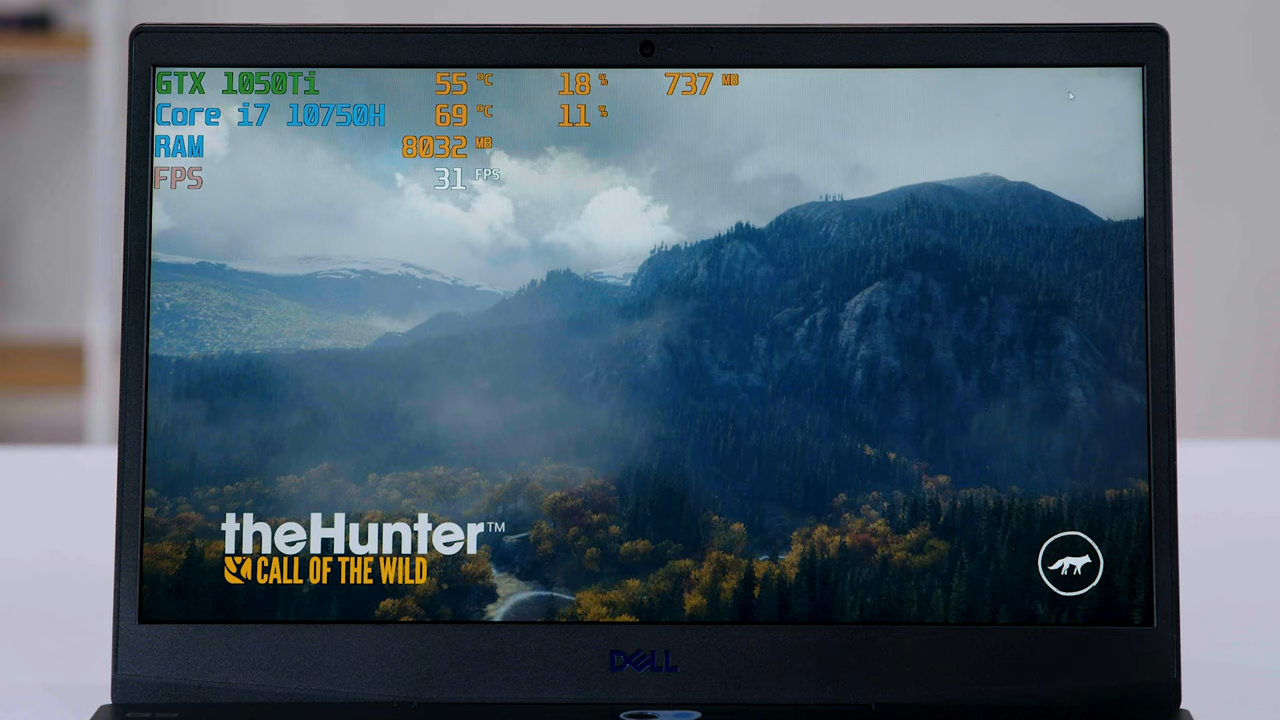 GTX 1050Ti 55 °C 18 % 737 MB
Core i7 10750H 69 °C 11 % 
RAM 8032 MB
FPS 31 FPS
theHunter™
CALL OF THE WILD
DELL